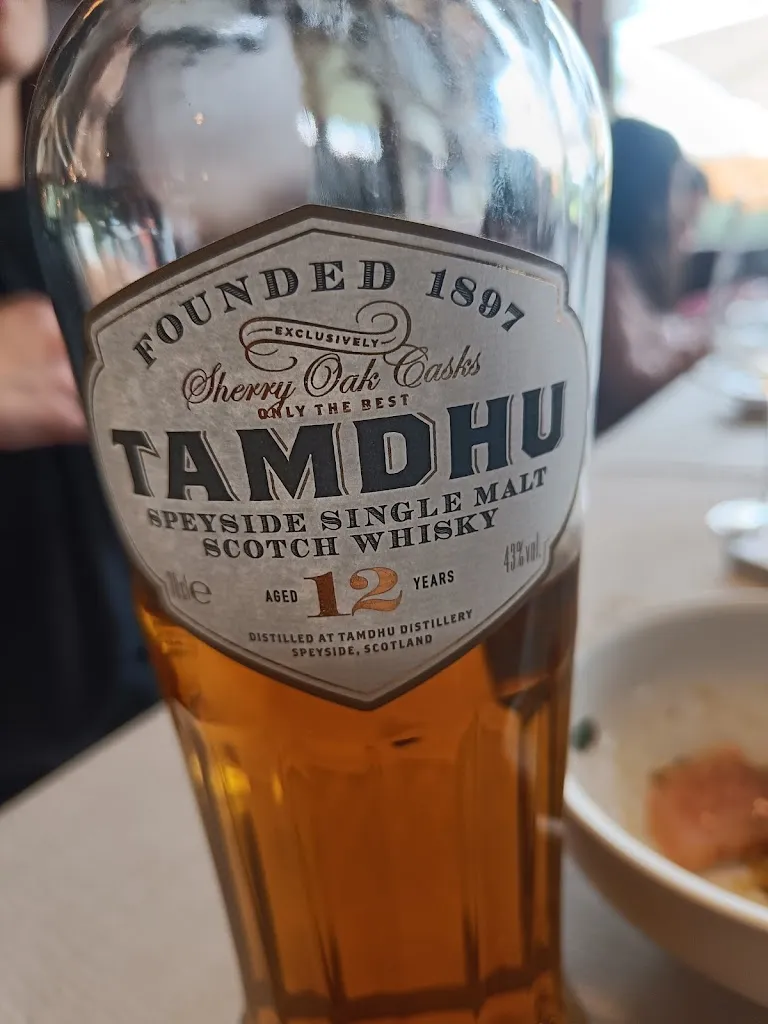 FOUNDED 1897
EXCLUSIVELY
Sherry Oak Casks
ONLY THE BEST
TAMDHU
SPEYSIDE SINGLE MALT
SCOTCH WHISKY
70cl e
AGED 12 YEARS
43%vol.
DISTILLED AT TAMDHU DISTILLERY
SPEYSIDE, SCOTLAND